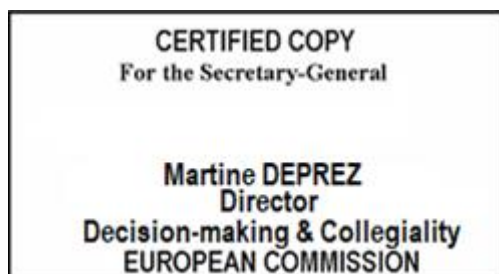 CERTIFIED COPY
For the Secretary-General
Martine DEPREZ
Director
Decision-making & Collegiality
EUROPEAN COMMISSION